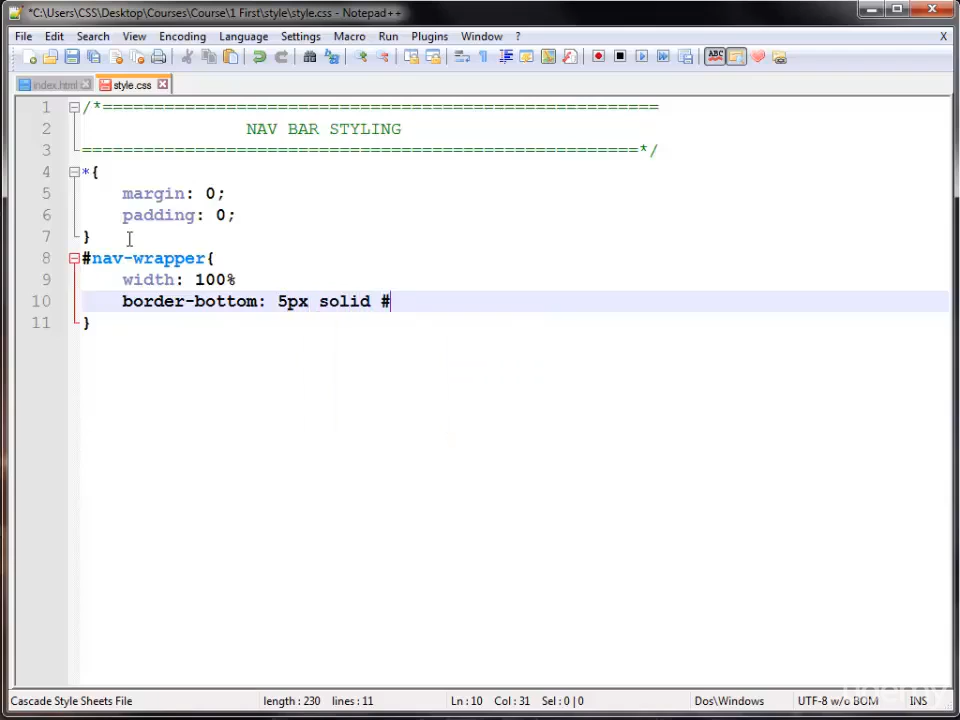 *C:\Users\CSS\Desktop\Courses\Course\1 First\style\style.css - Notepad++
File Edit Search View Encoding Language Settings Macro Run Plugins Window ? X
index.html style.css
1 /*======================================================
2 NAV BAR STYLING
3 ======================================================*/
4 *{
5 margin: 0;
6 padding: 0;
7 }
8 #nav-wrapper{
9 width: 100%
10 border-bottom: 5px solid #
11 }
Cascade Style Sheets File length : 230 lines : 11 Ln : 10 Col : 31 Sel : 0 | 0 Dos\Windows UTF-8 w/o BOM INS